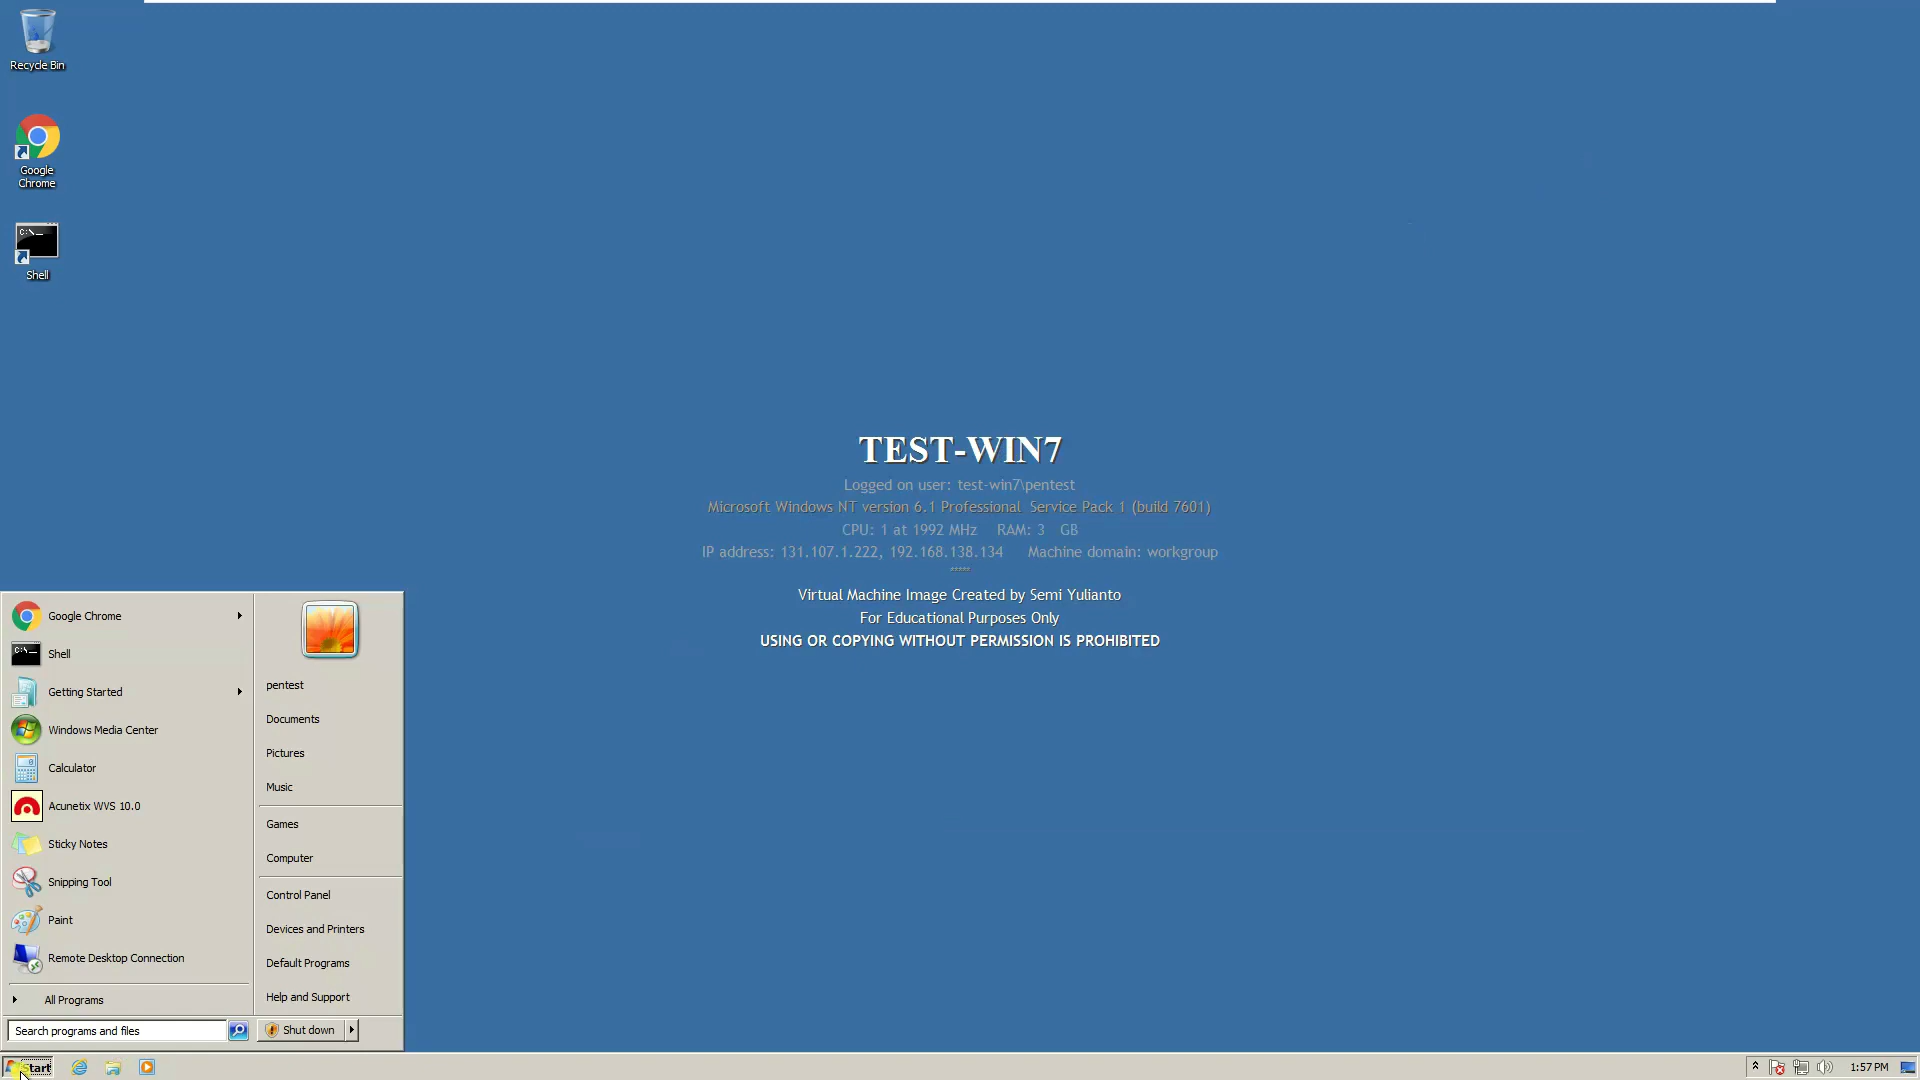 Recycle Bin
Google
Chrome
Shell
TEST-WIN7
Logged on user: test-win7\pentest
Microsoft Windows NT version 6.1 Professional Service Pack 1 (build 7601)
CPU: 1 at 1992 MHz RAM: 3 GB
IP address: 131.107.1.222, 192.168.138.134 Machine domain: workgroup
*****
Virtual Machine Image Created by Semi Yulianto
For Educational Purposes Only
USING OR COPYING WITHOUT PERMISSION IS PROHIBITED
Google Chrome
Shell
Getting Started
Windows Media Center
Calculator
Acunetix WVS 10.0
Sticky Notes
Snipping Tool
Paint
Remote Desktop Connection
All Programs
Search programs and files
pentest
Documents
Pictures
Music
Games
Computer
Control Panel
Devices and Printers
Default Programs
Help and Support
Shut down
Start
1:57 PM